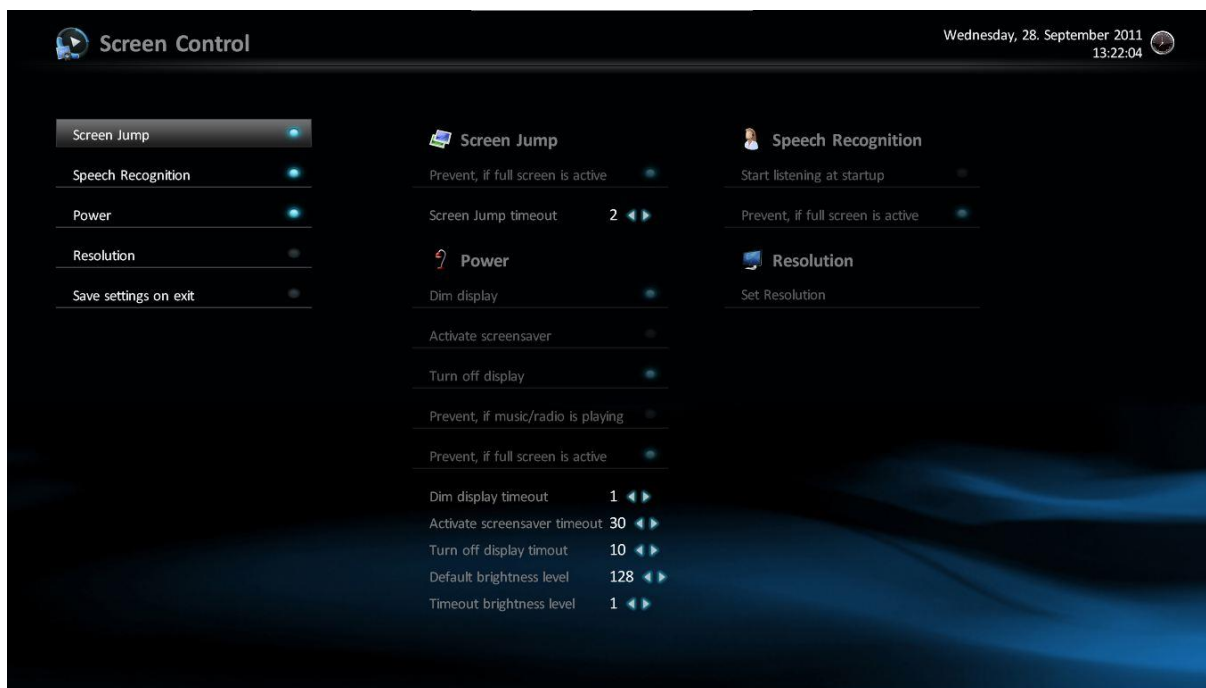 Screen Control
Wednesday, 28. September 2011
13:22:04
Screen Jump
Speech Recognition
Power
Resolution
Save settings on exit
Screen Jump
Prevent, if full screen is active
Screen Jump timeout 2
Power
Dim display
Activate screensaver
Turn off display
Prevent, if music/radio is playing
Prevent, if full screen is active
Dim display timeout 1
Activate screensaver timeout 30
Turn off display timout 10
Default brightness level 128
Timeout brightness level 1
Speech Recognition
Start listening at startup
Prevent, if full screen is active
Resolution
Set Resolution